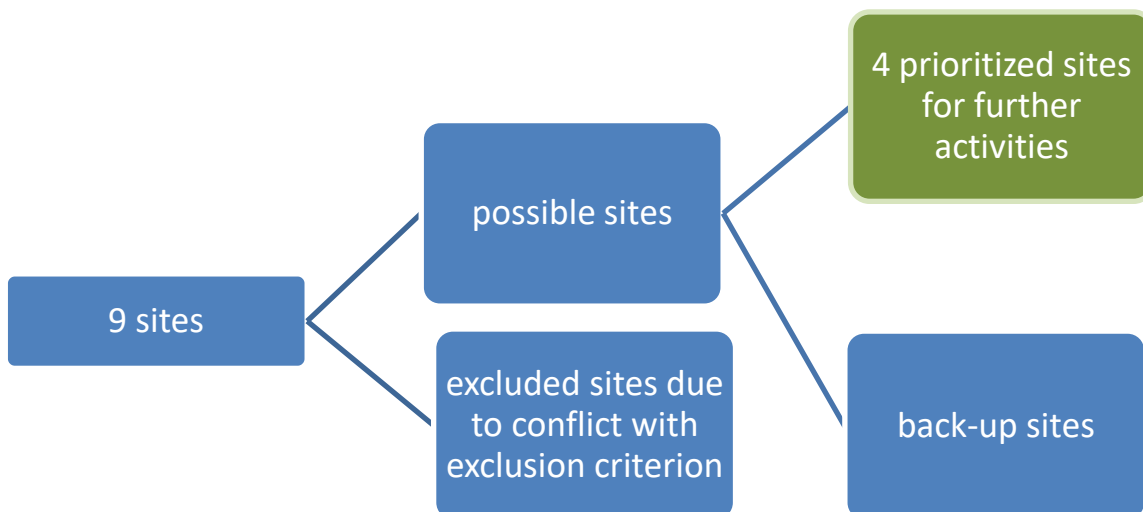 9 sites
possible sites
excluded sites due
to conflict with
exclusion criterion
4 prioritized sites
for further
activities
back-up sites